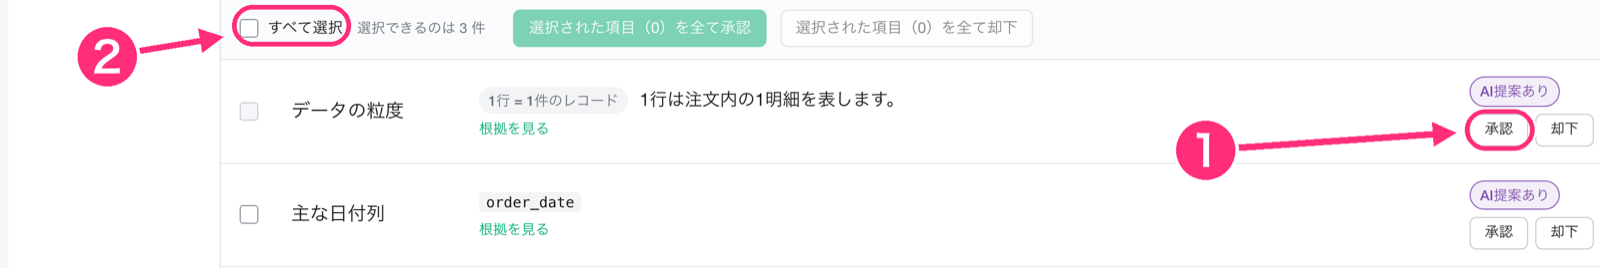 すべて選択 選択できるのは 3 件 選択された項目（0）を全て承認 選択された項目（0）を全て却下
2
データの粒度 1行 = 1件のレコード 1行は注文内の1明細を表します。 AI提案あり
根拠を見る 承認 却下
1
主な日付列 order_date AI提案あり
根拠を見る 承認 却下